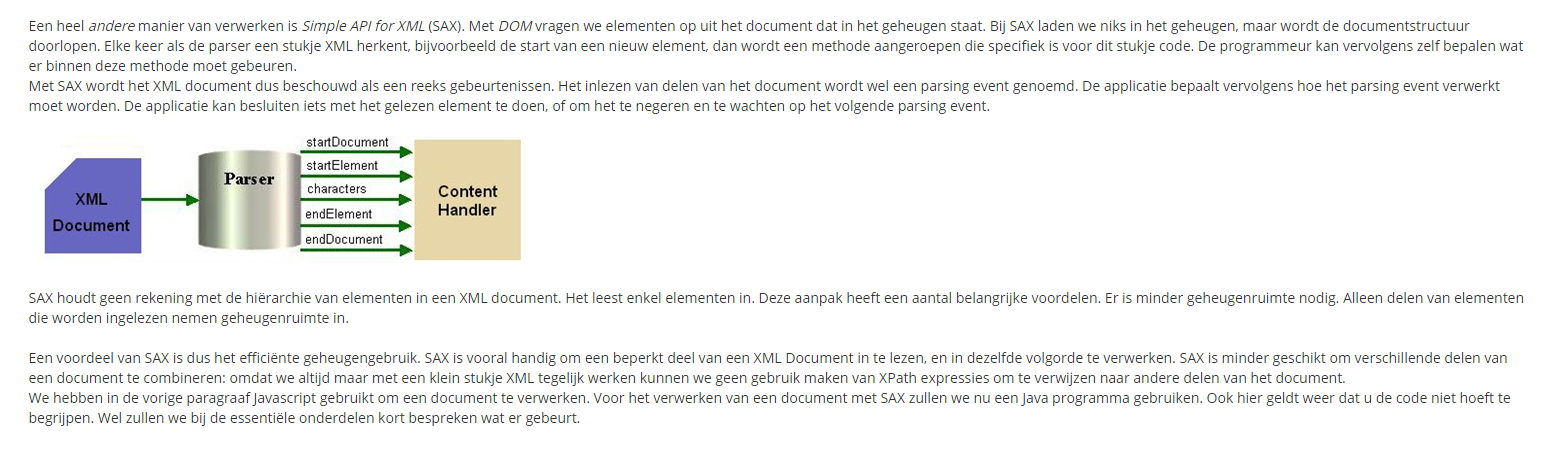 Een heel andere manier van verwerken is Simple API for XML (SAX). Met DOM vragen we elementen op uit het document dat in het geheugen staat. Bij SAX laden we niks in het geheugen, maar wordt de documentstructuur
doorlopen. Elke keer als de parser een stukje XML herkent, bijvoorbeeld de start van een nieuw element, dan wordt een methode aangeroepen die specifiek is voor dit stukje code. De programmeur kan vervolgens zelf bepalen wat
er binnen deze methode moet gebeuren.
Met SAX wordt het XML document dus beschouwd als een reeks gebeurtenissen. Het inlezen van delen van het document wordt wel een parsing event genoemd. De applicatie bepaalt vervolgens hoe het parsing event verwerkt
moet worden. De applicatie kan besluiten iets met het gelezen element te doen, of om het te negeren en te wachten op het volgende parsing event.
XML
Document
Parser
startDocument
startElement
characters
endElement
endDocument
Content
Handler
SAX houdt geen rekening met de hiërarchie van elementen in een XML document. Het leest enkel elementen in. Deze aanpak heeft een aantal belangrijke voordelen. Er is minder geheugenruimte nodig. Alleen delen van elementen
die worden ingelezen nemen geheugenruimte in.
Een voordeel van SAX is dus het efficiënte geheugengebruik. SAX is vooral handig om een beperkt deel van een XML Document in te lezen, en in dezelfde volgorde te verwerken. SAX is minder geschikt om verschillende delen van
een document te combineren: omdat we altijd maar met een klein stukje XML tegelijk werken kunnen we geen gebruik maken van XPath expressies om te verwijzen naar andere delen van het document.
We hebben in de vorige paragraaf Javascript gebruikt om een document te verwerken. Voor het verwerken van een document met SAX zullen we nu een Java programma gebruiken. Ook hier geldt weer dat u de code niet hoeft te
begrijpen. Wel zullen we bij de essentiële onderdelen kort bespreken wat er gebeurt.